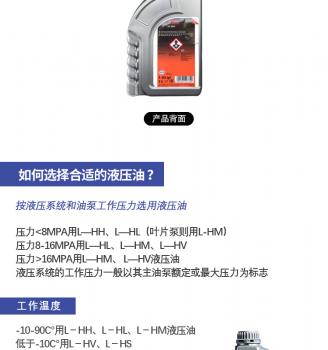 产品背面
如何选择合适的液压油？
按液压系统和油泵工作压力选用液压油
压力<8MPA用L—HH、L—HL（叶片泵则用L-HM）
压力8-16MPA用L—HL、L—HM、L—HV
压力>16MPA用L—HM、 L—HV液压油
液压系统的工作压力一般以其主油泵额定或最大压力为标志
工作温度
-10-90C°用L－HH、L－HL、L－HM液压油
低于-10C°用L－HV、L－HS